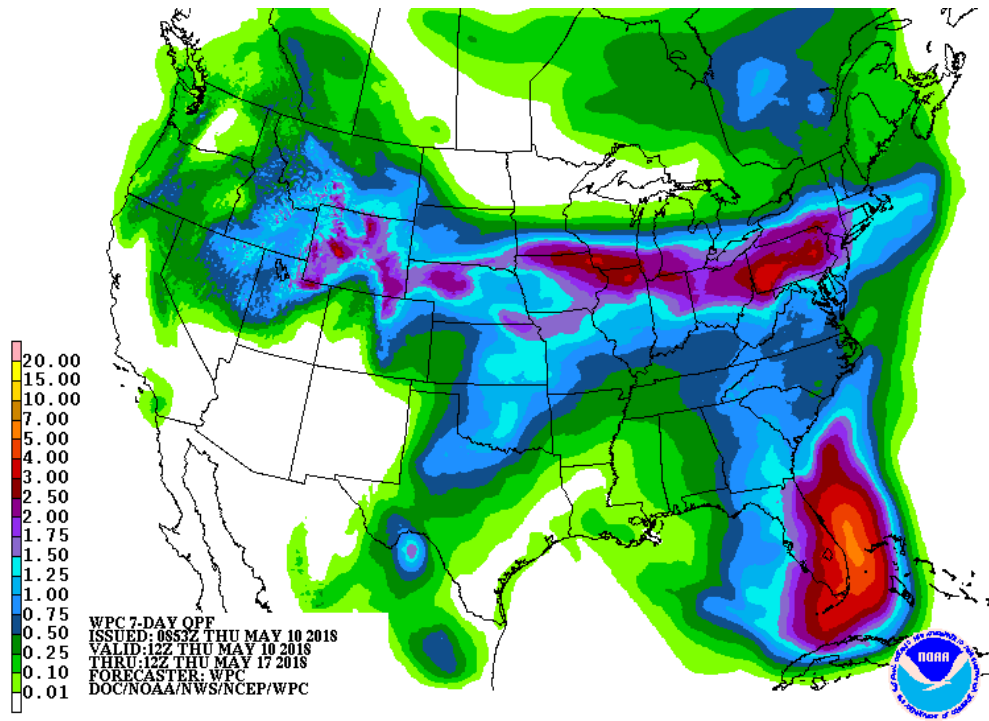 20.00
15.00
10.00
7.00
5.00
4.00
3.00
2.50
2.00
1.75
1.50
1.25
1.00
0.75
0.50
0.25
0.10
0.01
WPC 7-DAY QPF
ISSUED: 0853Z THU MAY 10 2018
VALID:12Z THU MAY 10 2018
THRU:12Z THU MAY 17 2018
FORECASTER: WPC
DOC/NOAA/NWS/NCEP/WPC
NOAA